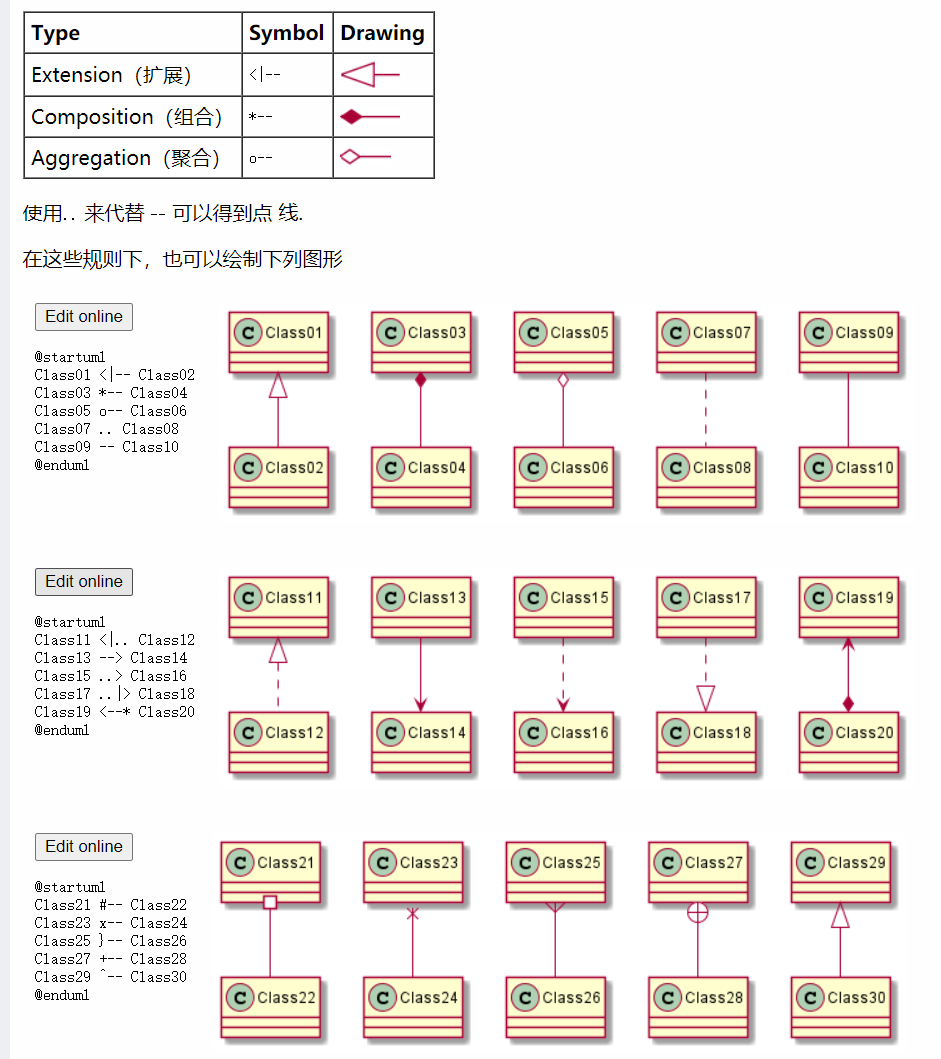 Type Symbol Drawing
Extension（扩展） <|--
Composition（组合） *--
Aggregation（聚合） o--
使用.. 来代替 -- 可以得到点 线.
在这些规则下，也可以绘制下列图形
Edit online
@startuml
Class01 <|-- Class02
Class03 *-- Class04
Class05 o-- Class06
Class07 .. Class08
Class09 -- Class10
@enduml
C Class01 C Class03 C Class05 C Class07 C Class09
C Class02 C Class04 C Class06 C Class08 C Class10
Edit online
@startuml
Class11 <|.. Class12
Class13 --> Class14
Class15 ..> Class16
Class17 ..|> Class18
Class19 <--* Class20
@enduml
C Class11 C Class13 C Class15 C Class17 C Class19
C Class12 C Class14 C Class16 C Class18 C Class20
Edit online
@startuml
Class21 #-- Class22
Class23 x-- Class24
Class25 }-- Class26
Class27 +-- Class28
Class29 ^-- Class30
@enduml
C Class21 C Class23 C Class25 C Class27 C Class29
C Class22 C Class24 C Class26 C Class28 C Class30